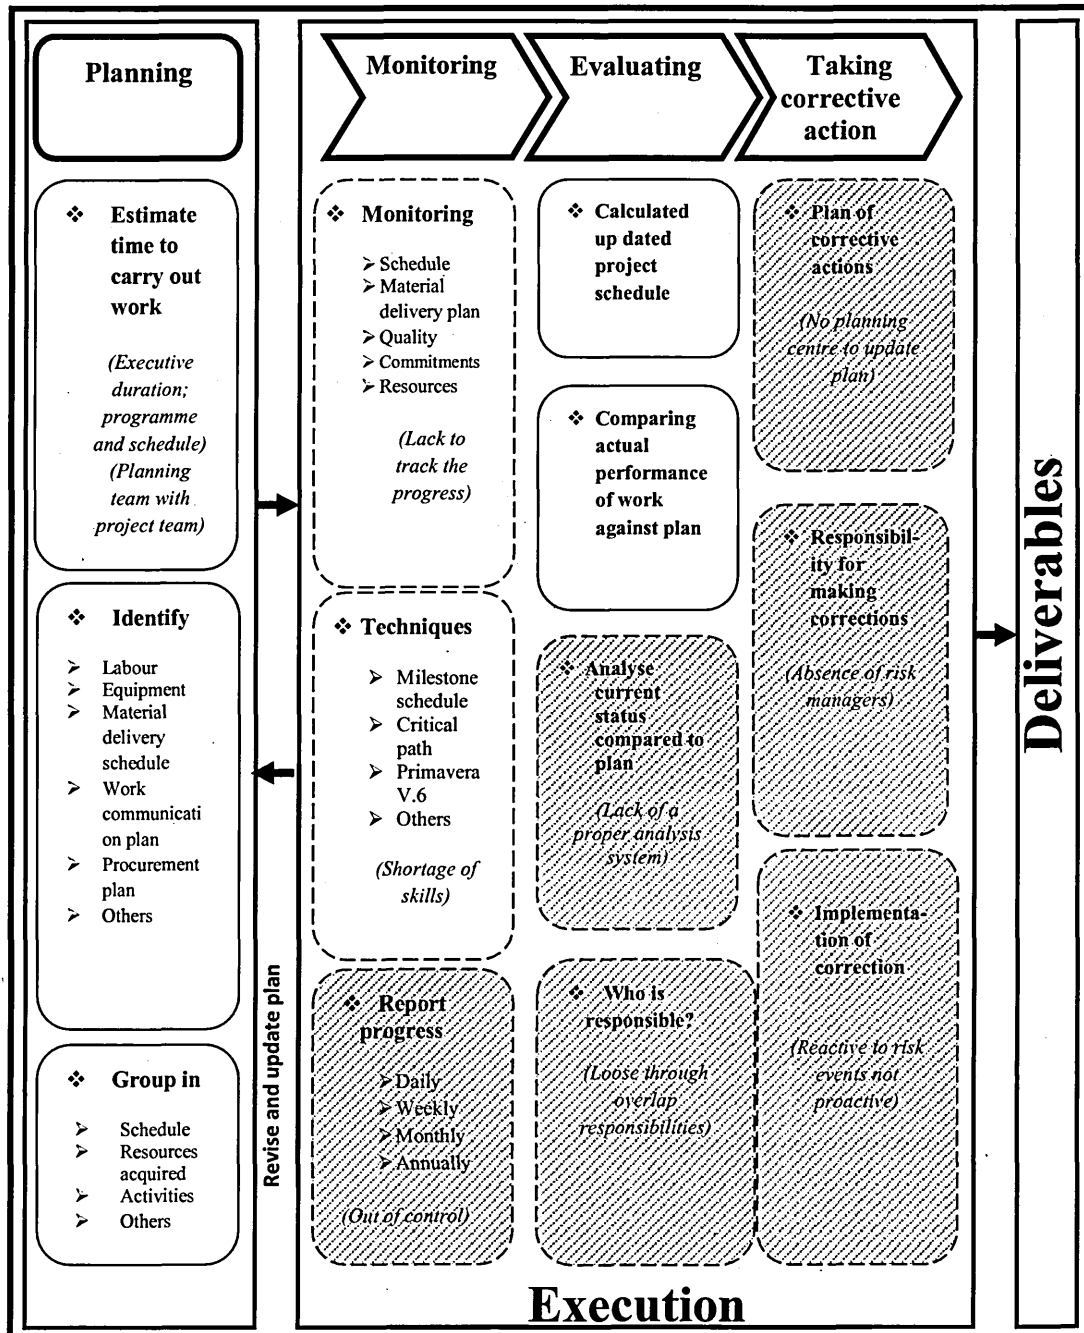 Planning
❖ Estimate
time to
carry out
work
(Executive
duration;
programme
and schedule)
(Planning
team with
project team)
❖ Identify
➢ Labour
➢ Equipment
➢ Material
delivery
schedule
➢ Work
communicati
on plan
➢ Procurement
plan
➢ Others
❖ Group in
➢ Schedule
➢ Resources
acquired
➢ Activities
➢ Others
Revise and update plan
Monitoring
❖ Monitoring
➢ Schedule
➢ Material
delivery plan
➢ Quality
➢ Commitments
➢ Resources
(Lack to
track the
progress)
❖ Techniques
➢ Milestone
schedule
➢ Critical
path
➢ Primavera
V.6
➢ Others
(Shortage of
skills)
❖ Report
progress
➢ Daily
➢ Weekly
➢ Monthly
➢ Annually
(Out of control)
Evaluating
❖ Calculated
up dated
project
schedule
❖ Comparing
actual
performance
of work
against plan
❖ Analyse
current
status
compared to
plan
(Lack of a
proper analysis
system)
❖ Who is
responsible?
(Loose through
overlap
responsibilities)
Taking
corrective
action
❖ Plan of
corrective
actions
(No planning
centre to update
plan)
❖ Responsibil-
ity for
making
corrections
(Absence of risk
managers)
❖ Implementa-
tion of
correction
(Reactive to risk
events not
proactive)
Execution
Deliverables